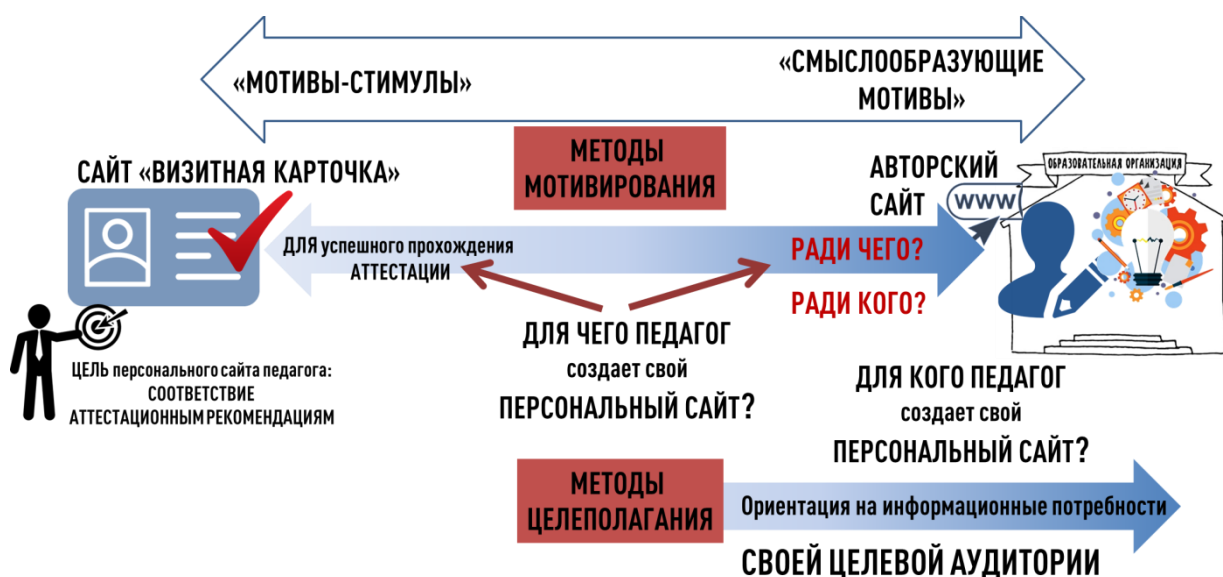 «МОТИВЫ-СТИМУЛЫ»
«СМЫСЛООБРАЗУЮЩИЕ
МОТИВЫ»
МЕТОДЫ
МОТИВИРОВАНИЯ
САЙТ «ВИЗИТНАЯ КАРТОЧКА»
АВТОРСКИЙ
САЙТ
www
ОБРАЗОВАТЕЛЬНАЯ ОРГАНИЗАЦИЯ
ДЛЯ успешного прохождения
АТТЕСТАЦИИ
РАДИ ЧЕГО?
РАДИ КОГО?
ДЛЯ ЧЕГО ПЕДАГОГ
создает свой
ПЕРСОНАЛЬНЫЙ САЙТ?
ЦЕЛЬ персонального сайта педагога:
СООТВЕТСТВИЕ
АТТЕСТАЦИОННЫМ РЕКОМЕНДАЦИЯМ
ДЛЯ КОГО ПЕДАГОГ
создает свой
ПЕРСОНАЛЬНЫЙ САЙТ?
МЕТОДЫ
ЦЕЛЕПОЛАГАНИЯ
Ориентация на информационные потребности
СВОЕЙ ЦЕЛЕВОЙ АУДИТОРИИ